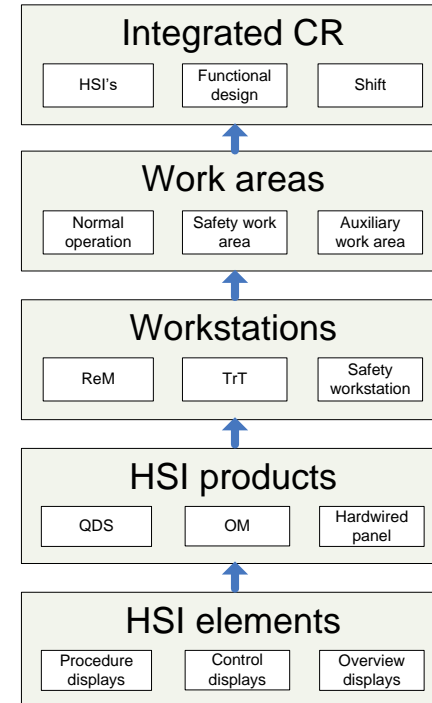 Integrated CR
HSI's
Functional
design
Shift
Work areas
Normal
operation
Safety work
area
Auxiliary
work area
Workstations
ReM
TrT
Safety
workstation
HSI products
QDS
OM
Hardwired
panel
HSI elements
Procedure
displays
Control
displays
Overview
displays